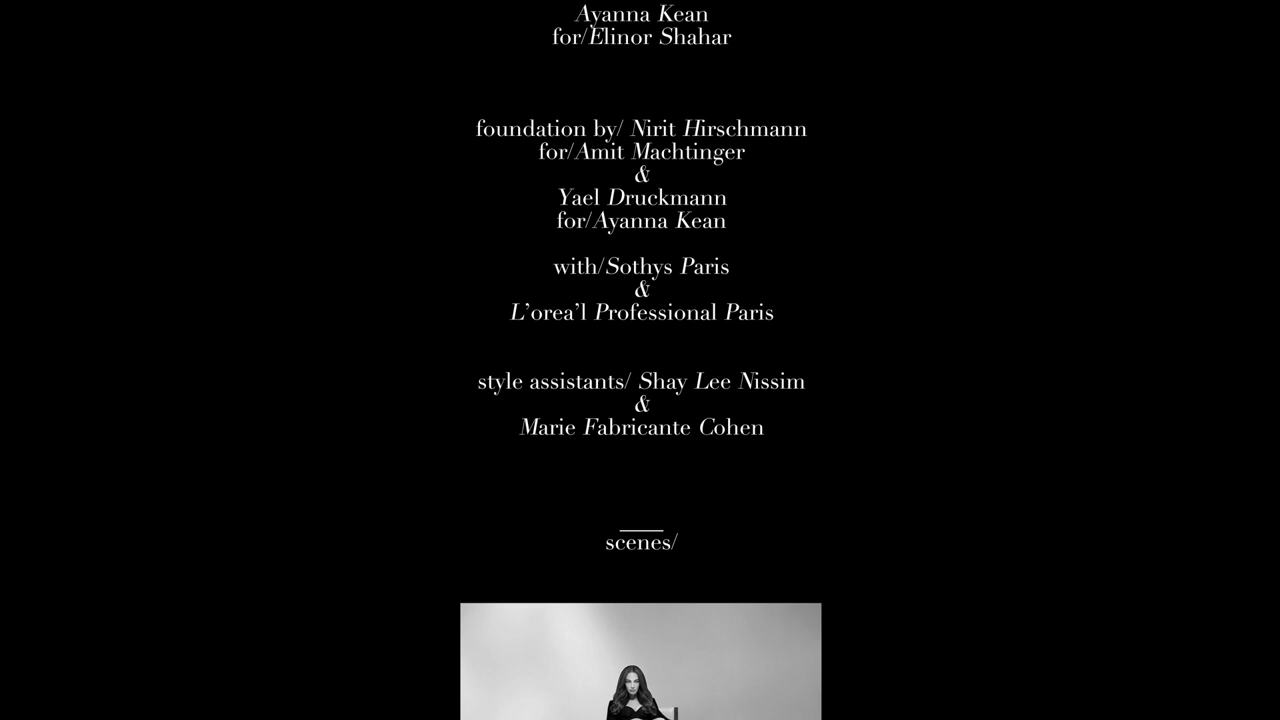 Ayanna Kean
for/Elinor Shahar
foundation by/ Nirit Hirschmann
for/Amit Machtinger
&
Yael Druckmann
for/Ayanna Kean
with/Sothys Paris
&
L’orea’l Professional Paris
style assistants/ Shay Lee Nissim
&
Marie Fabricante Cohen
scenes/